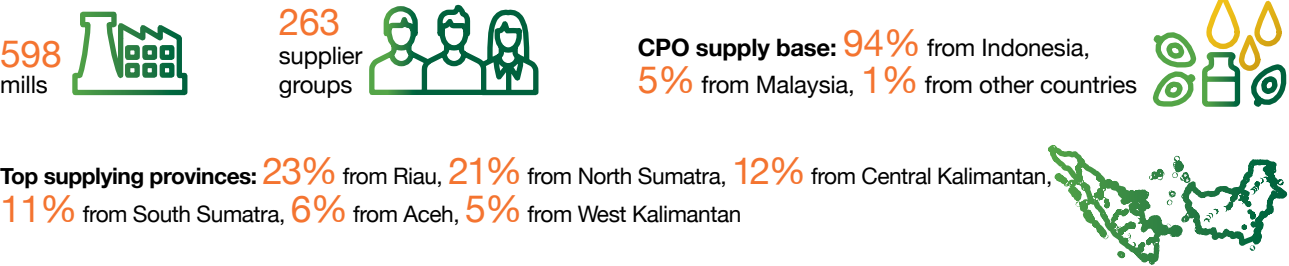 598
mills
263
supplier
groups
CPO supply base: 94% from Indonesia,
5% from Malaysia, 1% from other countries
Top supplying provinces: 23% from Riau, 21% from North Sumatra, 12% from Central Kalimantan,
11% from South Sumatra, 6% from Aceh, 5% from West Kalimantan